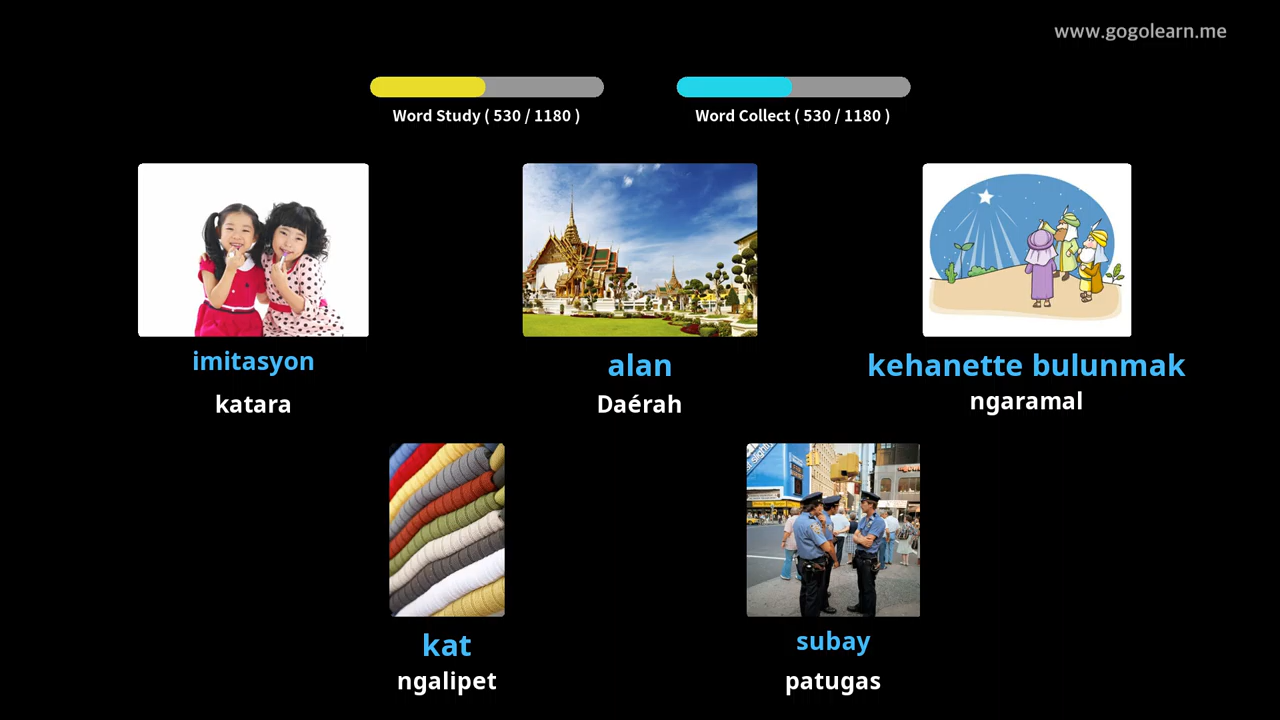 www.gogolearn.me
Word Study ( 530 / 1180 )
Word Collect ( 530 / 1180 )
imitasyon
katara
alan
Daérah
kehanette bulunmak
ngaramal
kat
ngalipet
subay
patugas